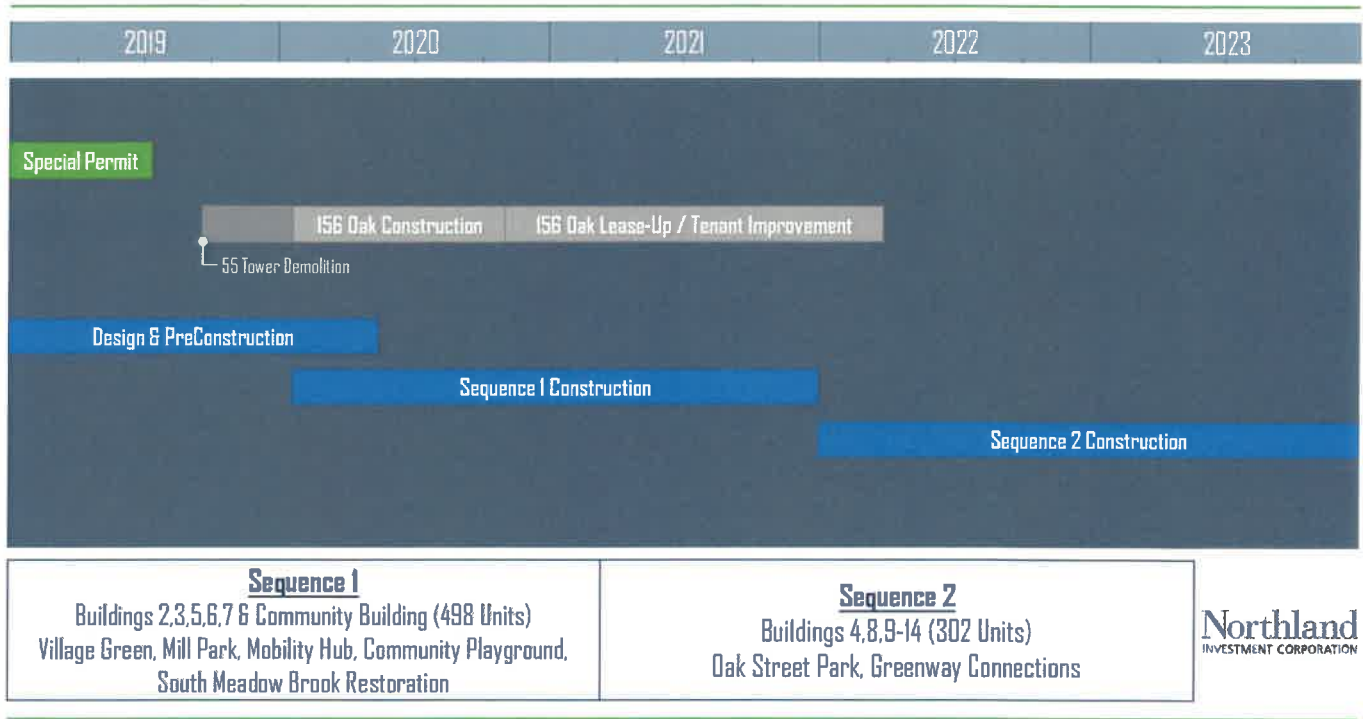 2019 2020 2021 2022 2023
Special Permit
156 Oak Construction 156 Oak Lease-Up / Tenant Improvement
55 Tower Demolition
Design & PreConstruction
Sequence 1 Construction
Sequence 2 Construction
Sequence 1
Buildings 2,3,5,6,7 & Community Building (498 Units)
Village Green, Mill Park, Mobility Hub, Community Playground,
South Meadow Brook Restoration
Sequence 2
Buildings 4,8,9-14 (302 Units)
Oak Street Park, Greenway Connections
Northland
INVESTMENT CORPORATION